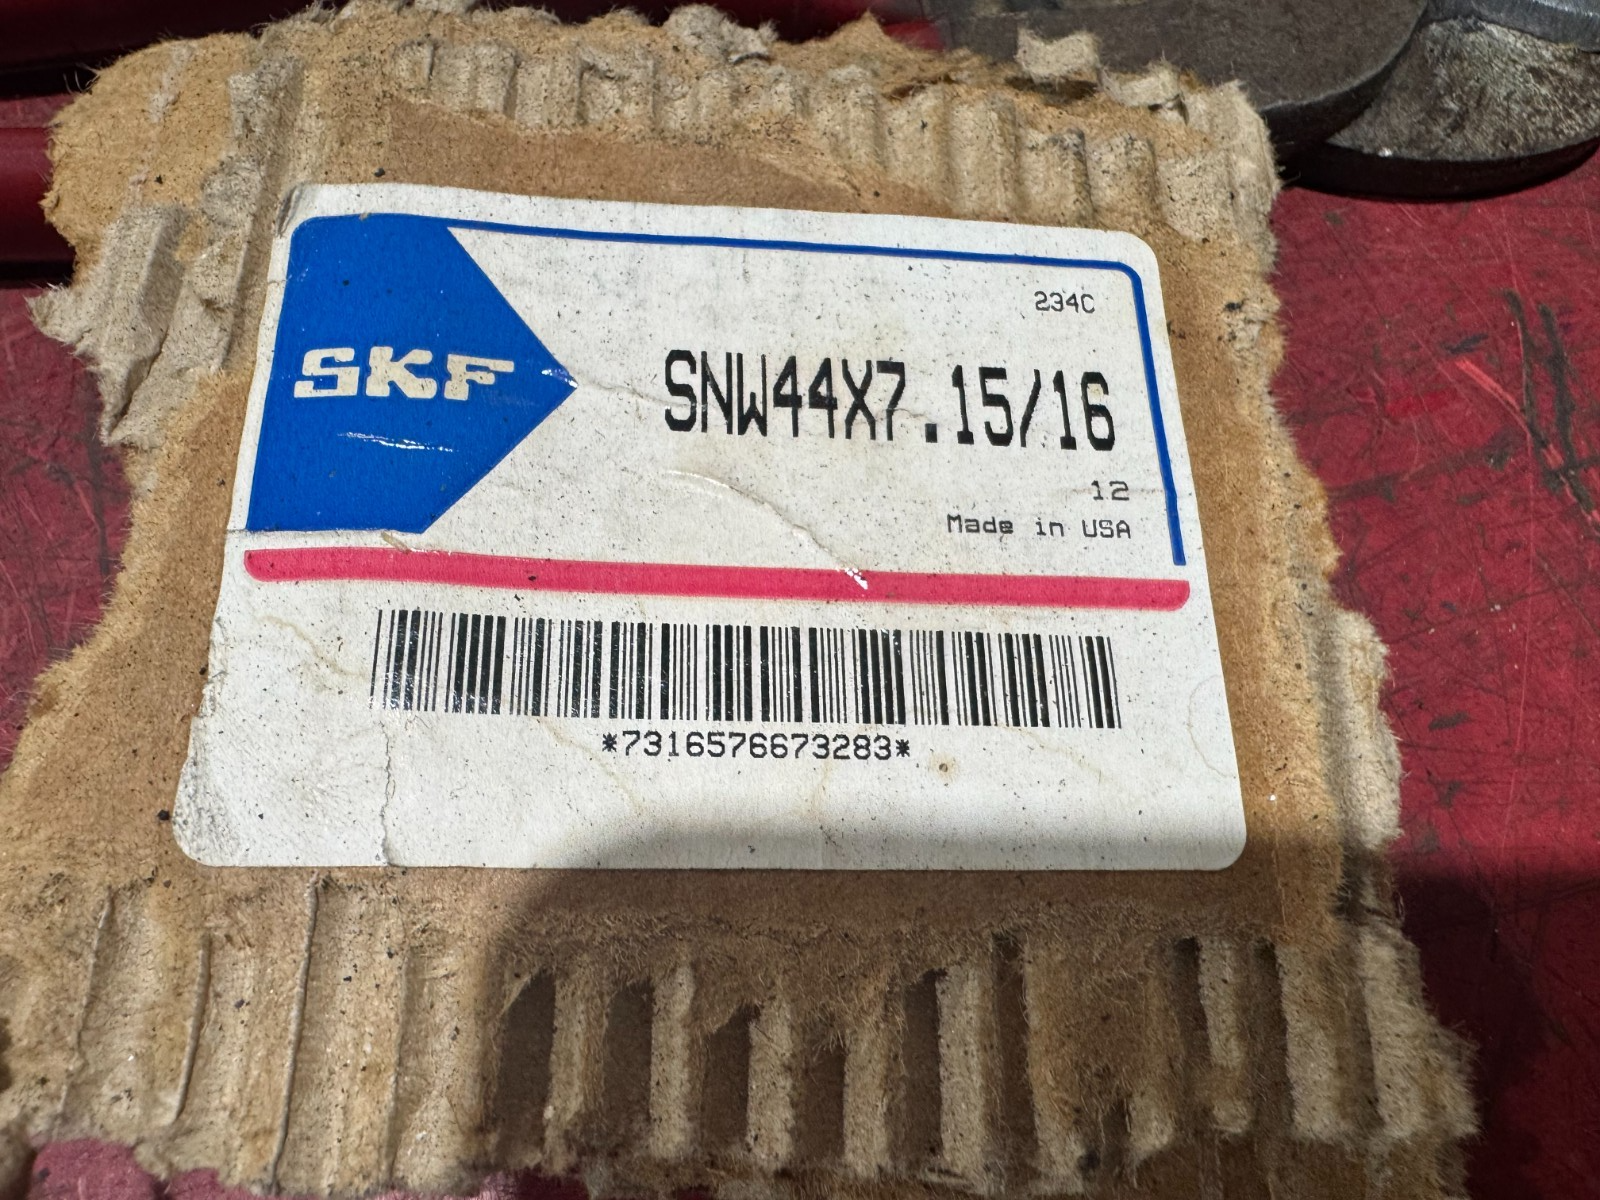 234C
SKF
SNW44X7.15/16
12
Made in USA
*7316576673283*